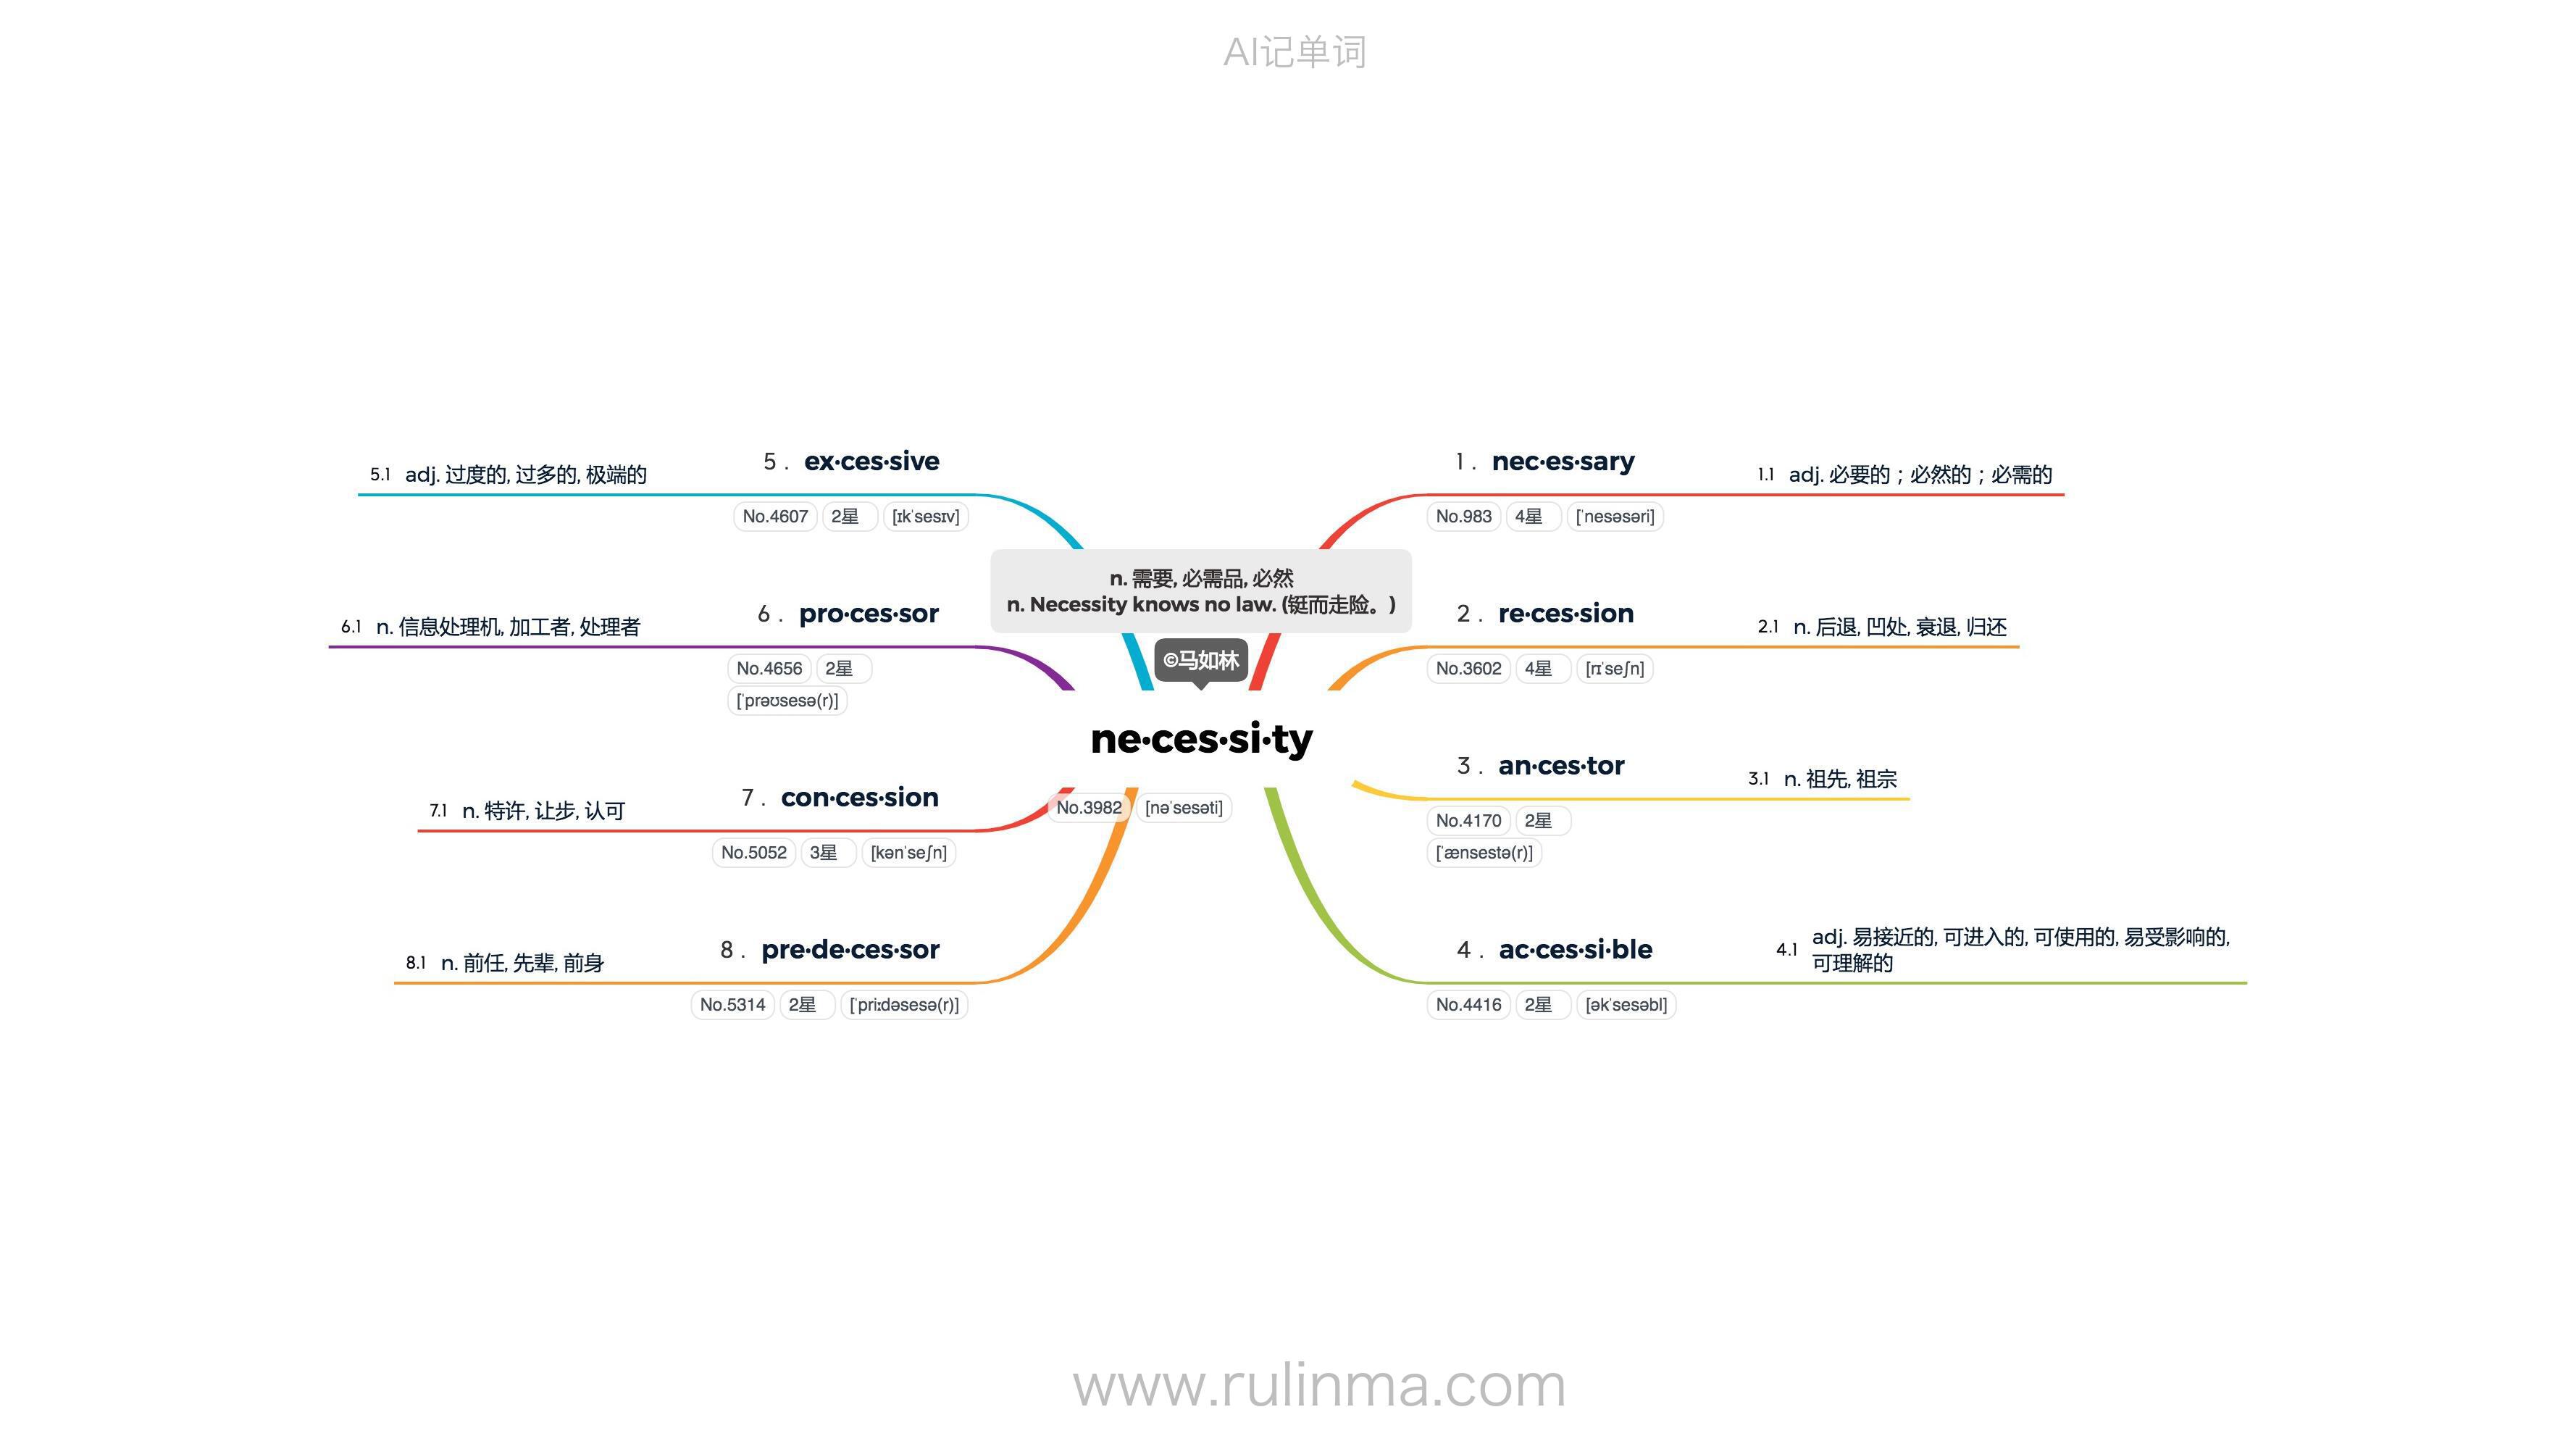 AI记单词
n. 需要, 必需品, 必然
n. Necessity knows no law. (铤而走险。)
©马如林
ne·ces·si·ty
No.3982 [nəˈsesəti]
1 . nec·es·sary
No.983 4星 [ˈnesəsəri]
1.1 adj. 必要的；必然的；必需的
2 . re·ces·sion
No.3602 4星 [rɪˈseʃn]
2.1 n. 后退, 凹处, 衰退, 归还
3 . an·ces·tor
No.4170 2星
[ˈænsestə(r)]
3.1 n. 祖先, 祖宗
4 . ac·ces·si·ble
No.4416 2星 [əkˈsesəbl]
4.1 adj. 易接近的, 可进入的, 可使用的, 易受影响的,
可理解的
5 . ex·ces·sive
No.4607 2星 [ɪkˈsesɪv]
5.1 adj. 过度的, 过多的, 极端的
6 . pro·ces·sor
No.4656 2星
[ˈprəʊsesə(r)]
6.1 n. 信息处理机, 加工者, 处理者
7 . con·ces·sion
No.5052 3星 [kənˈseʃn]
7.1 n. 特许, 让步, 认可
8 . pre·de·ces·sor
No.5314 2星 [ˈpriːdəsesə(r)]
8.1 n. 前任, 先辈, 前身
www.rulinma.com